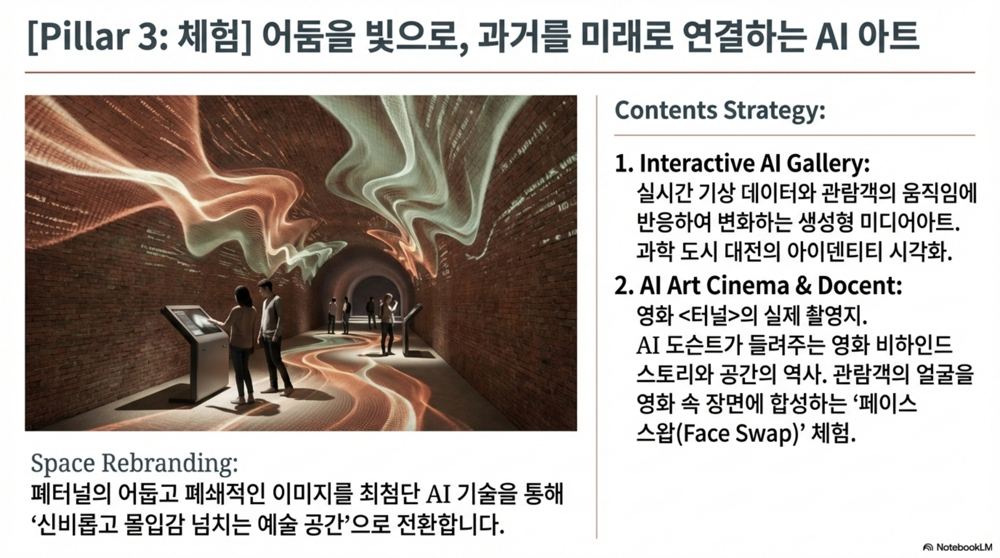 [Pillar 3: 체험] 어둠을 빛으로, 과거를 미래로 연결하는 AI 아트
Space Rebranding:
폐터널의 어둡고 폐쇄적인 이미지를 최첨단 AI 기술을 통해
‘신비롭고 몰입감 넘치는 예술 공간’으로 전환합니다.
Contents Strategy:
1. Interactive AI Gallery:
실시간 기상 데이터와 관람객의 움직임에
반응하여 변화하는 생성형 미디어아트.
과학 도시 대전의 아이덴티티 시각화.
2. AI Art Cinema & Docent:
영화 <터널>의 실제 촬영지.
AI 도슨트가 들려주는 영화 비하인드
스토리와 공간의 역사. 관람객의 얼굴을
영화 속 장면에 합성하는 ‘페이스
스왑(Face Swap)’ 체험.
NotebookLM